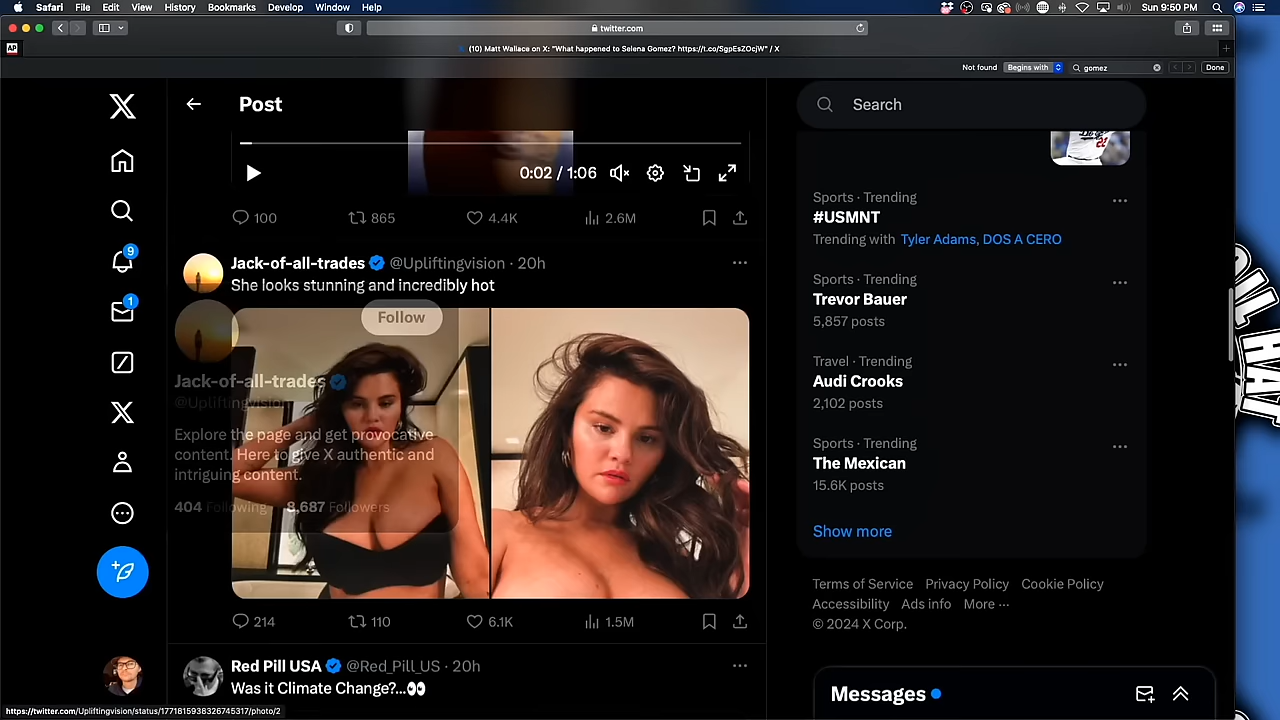 Safari File Edit View History Bookmarks Develop Window Help
Sun 9:50 PM
twitter.com
(10) Matt Wallace on X: "What happened to Selena Gomez? https://t.co/SgpEsZOcjW" / X
Not found Begins with gomez Done
Post
Search
0:02 / 1:06
100 865 4.4K 2.6M
Jack-of-all-trades @Upliftingvision · 20h
She looks stunning and incredibly hot
Follow
Jack-of-all-trades
@Upliftingvision
Explore the page and get provocative
content. Here to give X authentic and
intriguing content.
404 Following 8,687 Followers
214 110 6.1K 1.5M
Red Pill USA @Red_Pill_US · 20h
Was it Climate Change?...👀
9
1
Sports · Trending
#USMNT
Trending with Tyler Adams, DOS A CERO
Sports · Trending
Trevor Bauer
5,857 posts
Travel · Trending
Audi Crooks
2,102 posts
Sports · Trending
The Mexican
15.6K posts
Show more
Terms of Service Privacy Policy Cookie Policy
Accessibility Ads info More ···
© 2024 X Corp.
Messages
https://twitter.com/Upliftingvision/status/1771815938326745317/photo/2